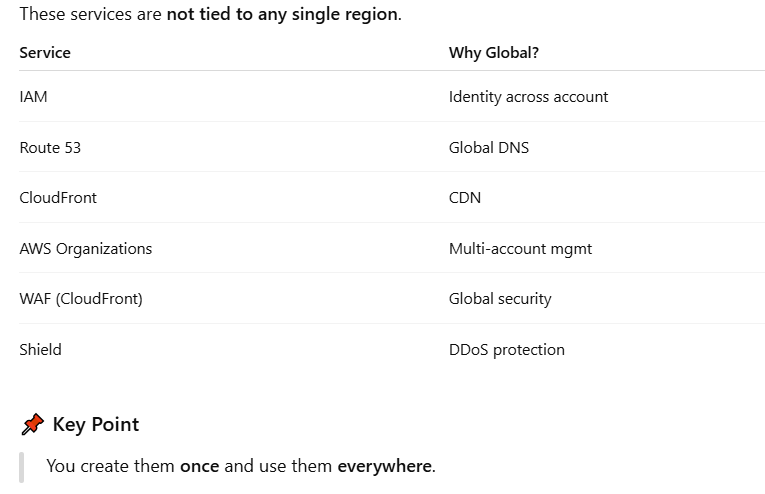 These services are not tied to any single region.
Service Why Global?
IAM Identity across account
Route 53 Global DNS
CloudFront CDN
AWS Organizations Multi-account mgmt
WAF (CloudFront) Global security
Shield DDoS protection
📌 Key Point
You create them once and use them everywhere.